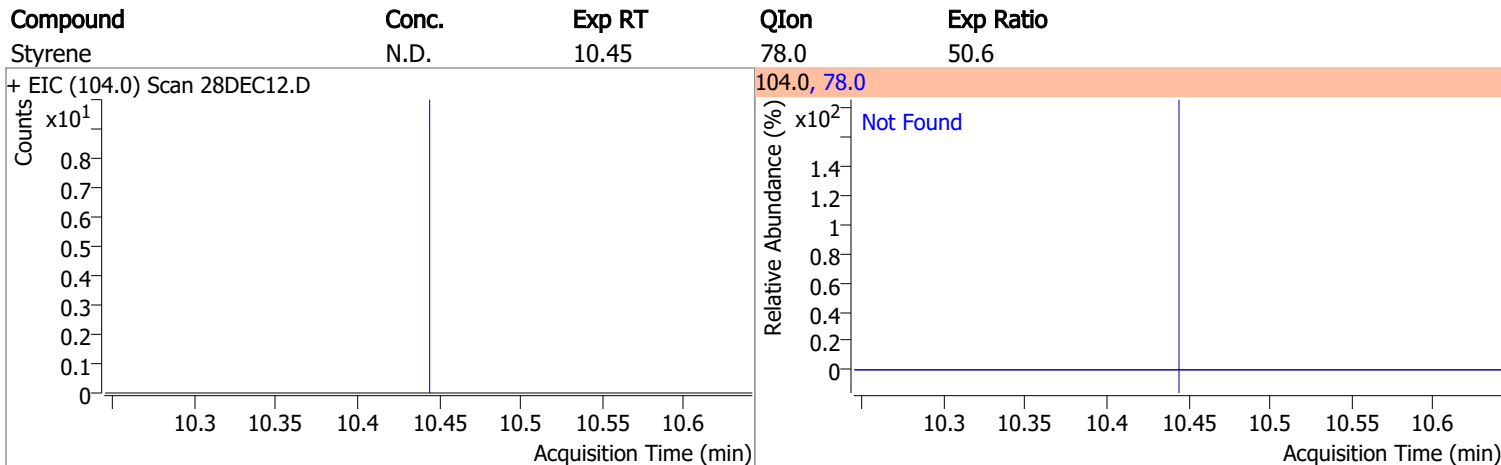 Compound Conc. Exp RT QIon Exp Ratio
Styrene N.D. 10.45 78.0 50.6
+ EIC (104.0) Scan 28DEC12.D
Counts
x10¹
0.8
0.7
0.6
0.5
0.4
0.3
0.2
0.1
0
10.3 10.35 10.4 10.45 10.5 10.55 10.6
Acquisition Time (min)
104.0, 78.0
Relative Abundance (%)
x10²
Not Found
1.4
1.2
1
0.8
0.6
0.4
0.2
0
10.3 10.35 10.4 10.45 10.5 10.55 10.6
Acquisition Time (min)